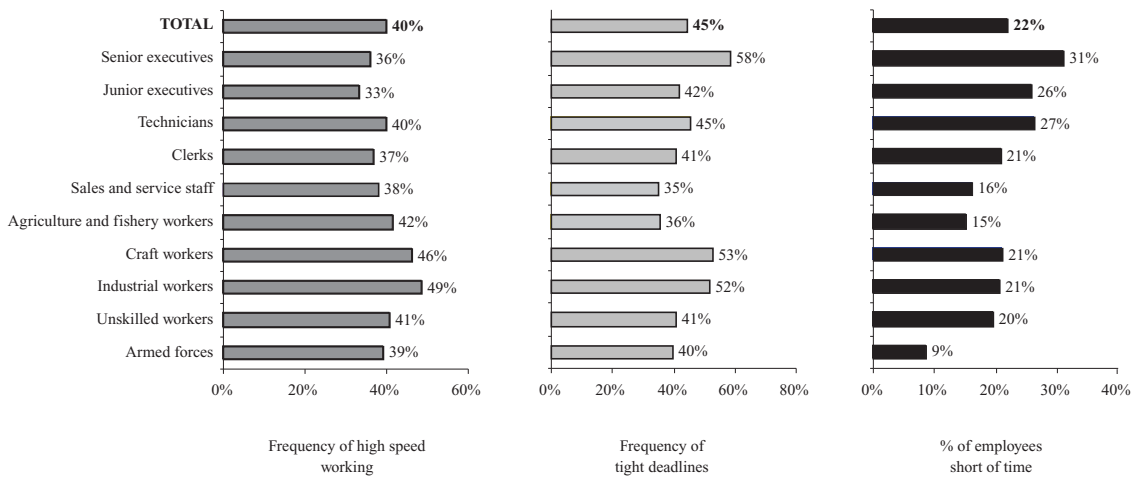 TOTAL 40% 45% 22%
Senior executives 36% 58% 31%
Junior executives 33% 42% 26%
Technicians 40% 45% 27%
Clerks 37% 41% 21%
Sales and service staff 38% 35% 16%
Agriculture and fishery workers 42% 36% 15%
Craft workers 46% 53% 21%
Industrial workers 49% 52% 21%
Unskilled workers 41% 41% 20%
Armed forces 39% 40% 9%
0% 20% 40% 60% 0% 20% 40% 60% 80% 0% 10% 20% 30% 40%
Frequency of high speed Frequency of % of employees
working tight deadlines short of time